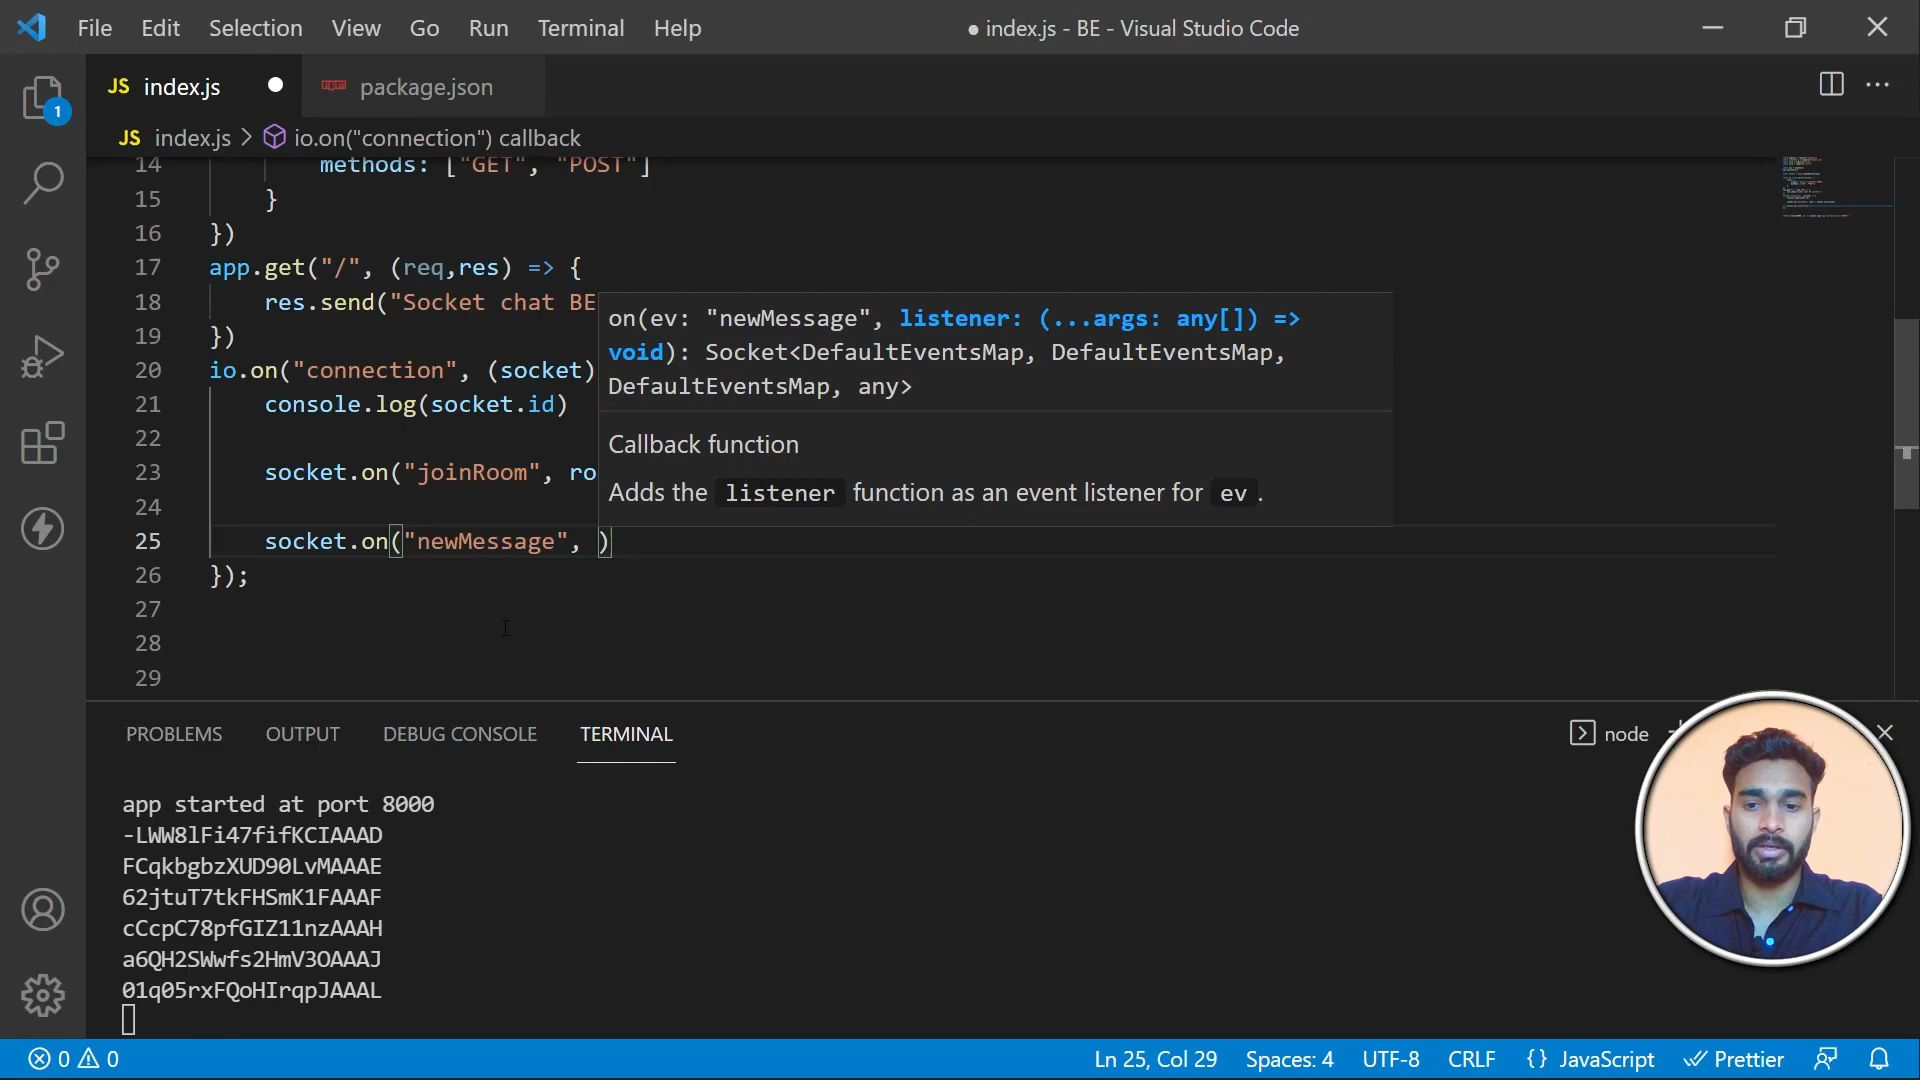 File Edit Selection View Go Run Terminal Help ● index.js - BE - Visual Studio Code
JS index.js package.json
JS index.js > io.on("connection") callback
1
14 methods: ["GET", "POST"]
15 }
16 })
17 app.get("/", (req,res) => {
18 res.send("Socket chat BE
19 })
20 io.on("connection", (socket)
21 console.log(socket.id)
22
23 socket.on("joinRoom", ro
24
25 socket.on("newMessage", )
26 });
27
28
29
on(ev: "newMessage", listener: (...args: any[]) =>
void): Socket<DefaultEventsMap, DefaultEventsMap,
DefaultEventsMap, any>
Callback function
Adds the listener function as an event listener for ev.
PROBLEMS OUTPUT DEBUG CONSOLE TERMINAL node
app started at port 8000
-LWW8lFi47fifKCIAAAD
FCqkbgbzXUD90LvMAAAE
62jtuT7tkFHSmK1FAAAF
cCcpC78pfGIZ11nzAAAH
a6QH2SWwfs2HmV3OAAAJ
01q05rxFQoHIrqpJAAAL
0 0 Ln 25, Col 29 Spaces: 4 UTF-8 CRLF {} JavaScript Prettier